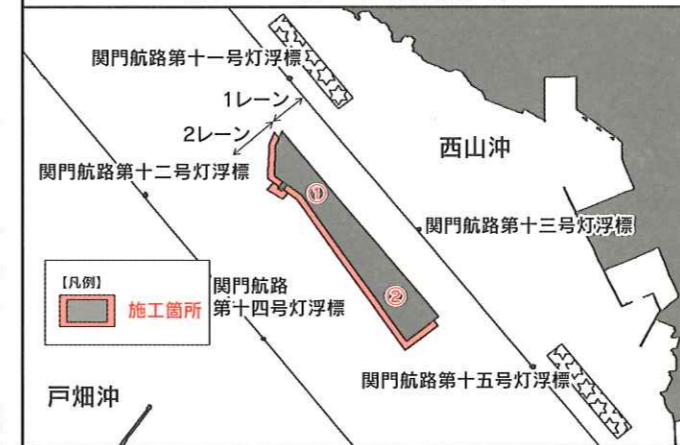 関門航路第十一号灯浮標
1レーン
2レーン
西山沖
関門航路第十二号灯浮標
①
関門航路第十三号灯浮標
【凡例】
施工箇所
関門航路
第十四号灯浮標
②
関門航路第十五号灯浮標
戸畑沖